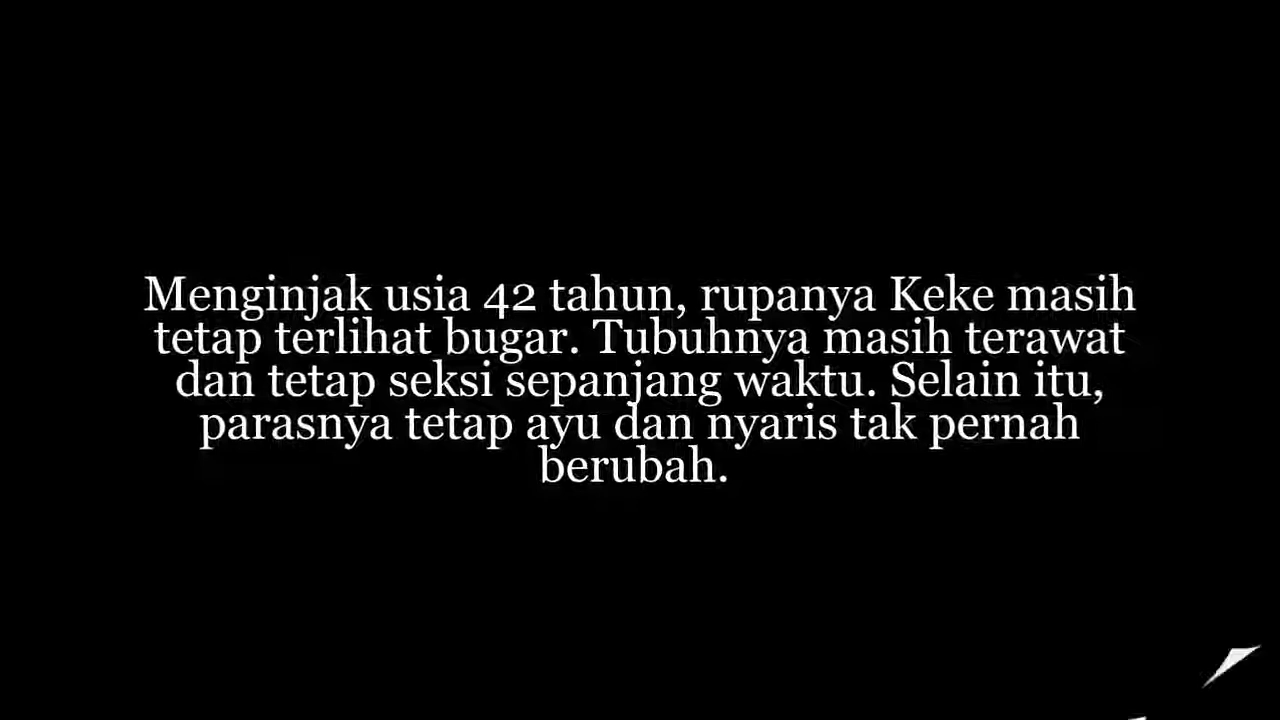 Menginjak usia 42 tahun, rupanya Keke masih
tetap terlihat bugar. Tubuhnya masih terawat
dan tetap seksi sepanjang waktu. Selain itu,
parasnya tetap ayu dan nyaris tak pernah
berubah.